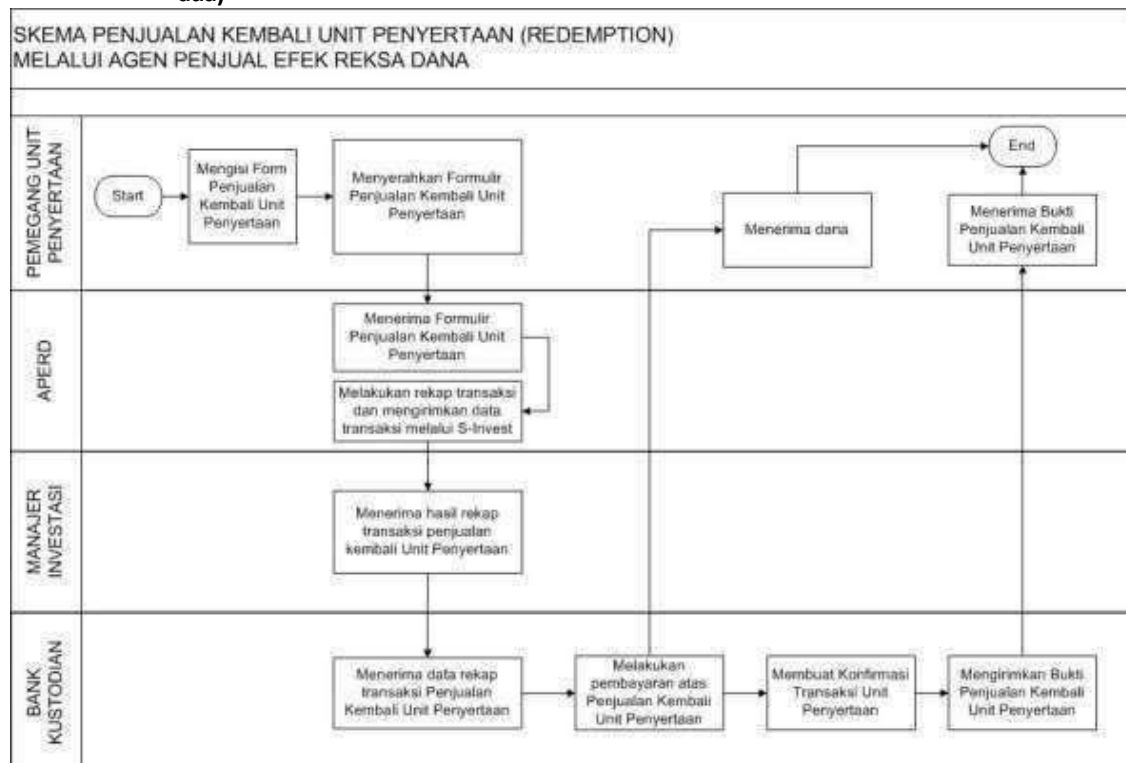 SKEMA PENJUALAN KEMBALI UNIT PENYERTAAN (REDEMPTION)
MELALUI AGEN PENJUAL EFEK REKSA DANA
PEMEGANG UNIT
PENYERTAAN
Start
Mengisi Form
Penjualan
Kembali Unit
Penyertaan
Menyerahkan Formulir
Penjualan Kembali Unit
Penyertaan
Menerima dana
End
Menerima Bukti
Penjualan Kembali
Unit Penyertaan
APERD
Menerima Formulir
Penjualan Kembali Unit
Penyertaan
Melakukan rekap transaksi
dan mengirimkan data
transaksi melalui S-Invest
MANAJER
INVESTASI
Menerima hasil rekap
transaksi penjualan
kembali Unit Penyertaan
BANK
KUSTODIAN
Menerima data rekap
transaksi Penjualan
Kembali Unit Penyertaan
Melakukan
pembayaran atas
Penjualan Kembali
Unit Penyertaan
Membuat Konfirmasi
Transaksi Unit
Penyertaan
Mengirimkan Bukti
Penjualan Kembali
Unit Penyertaan